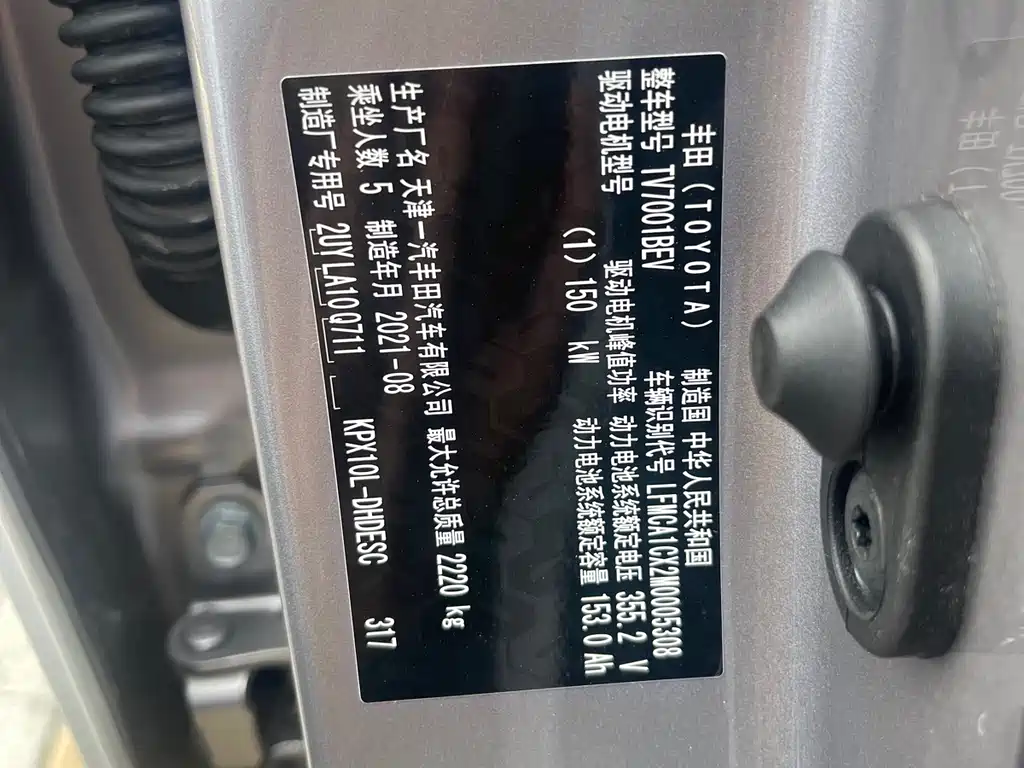 丰田(TOYOTA) 制造国 中华人民共和国
整车型号 TV7001BEV 车辆识别代号 LFMCA1CX2M0005308
驱动电机型号 驱动电机峰值功率 动力电池系统额定电压 355.2 V
(1)150 kW 动力电池系统额定容量 153.0 Ah
生产厂名 天津一汽丰田汽车有限公司 最大允许总质量 2220 kg
乘坐人数 5 制造年月 2021-08
制造厂专用号 2UYLA10Q711 KPX10L-DHDESC 317